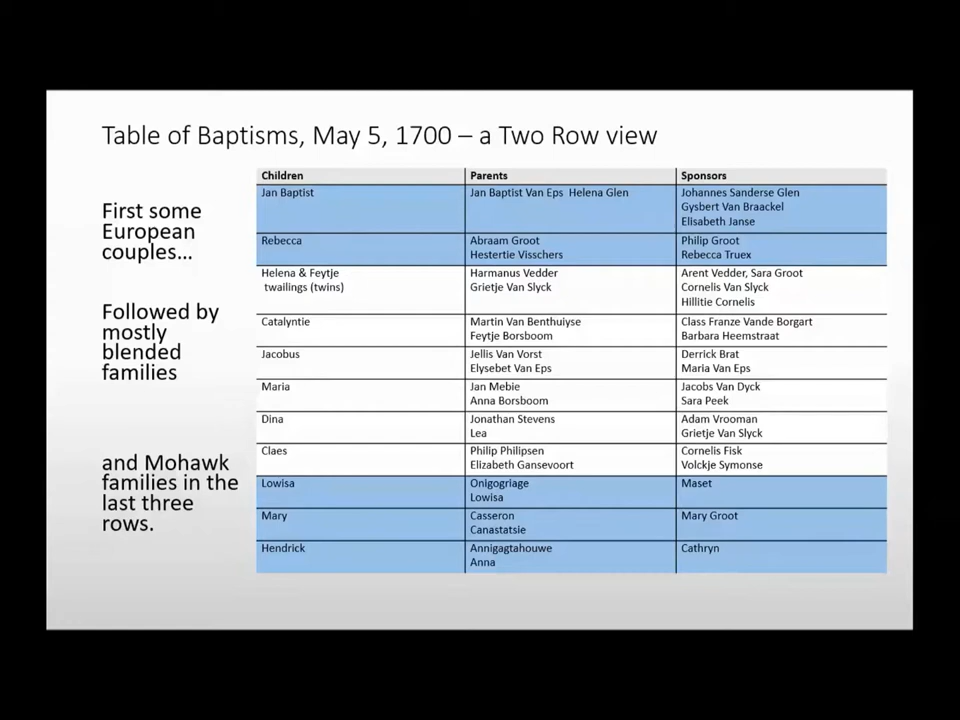 Table of Baptisms, May 5, 1700 – a Two Row view
First some
European
couples...
Followed by
mostly
blended
families
and Mohawk
families in the
last three
rows.
Children Parents Sponsors
Jan Baptist Jan Baptist Van Eps Helena Glen Johannes Sanderse Glen
Gysbert Van Braackel
Elisabeth Janse
Rebecca Abraam Groot Philip Groot
Hestertie Visschers Rebecca Truex
Helena & Feytje Harmanus Vedder Arent Vedder, Sara Groot
twailings (twins) Grietje Van Slyck Cornelis Van Slyck
Hillitie Cornelis
Catalyntie Martin Van Benthuiyse Class Franze Vande Borgart
Feytje Borsboom Barbara Heemstraat
Jacobus Jellis Van Vorst Derrick Brat
Elysebet Van Eps Maria Van Eps
Maria Jan Mebie Jacobs Van Dyck
Anna Borsboom Sara Peek
Dina Jonathan Stevens Adam Vrooman
Lea Grietje Van Slyck
Claes Philip Philipsen Cornelis Fisk
Elizabeth Gansevoort Volckje Symonse
Lowisa Onigogriage Maset
Lowisa
Mary Casseron Mary Groot
Canastatsie
Hendrick Annigagtahouwe Cathryn
Anna